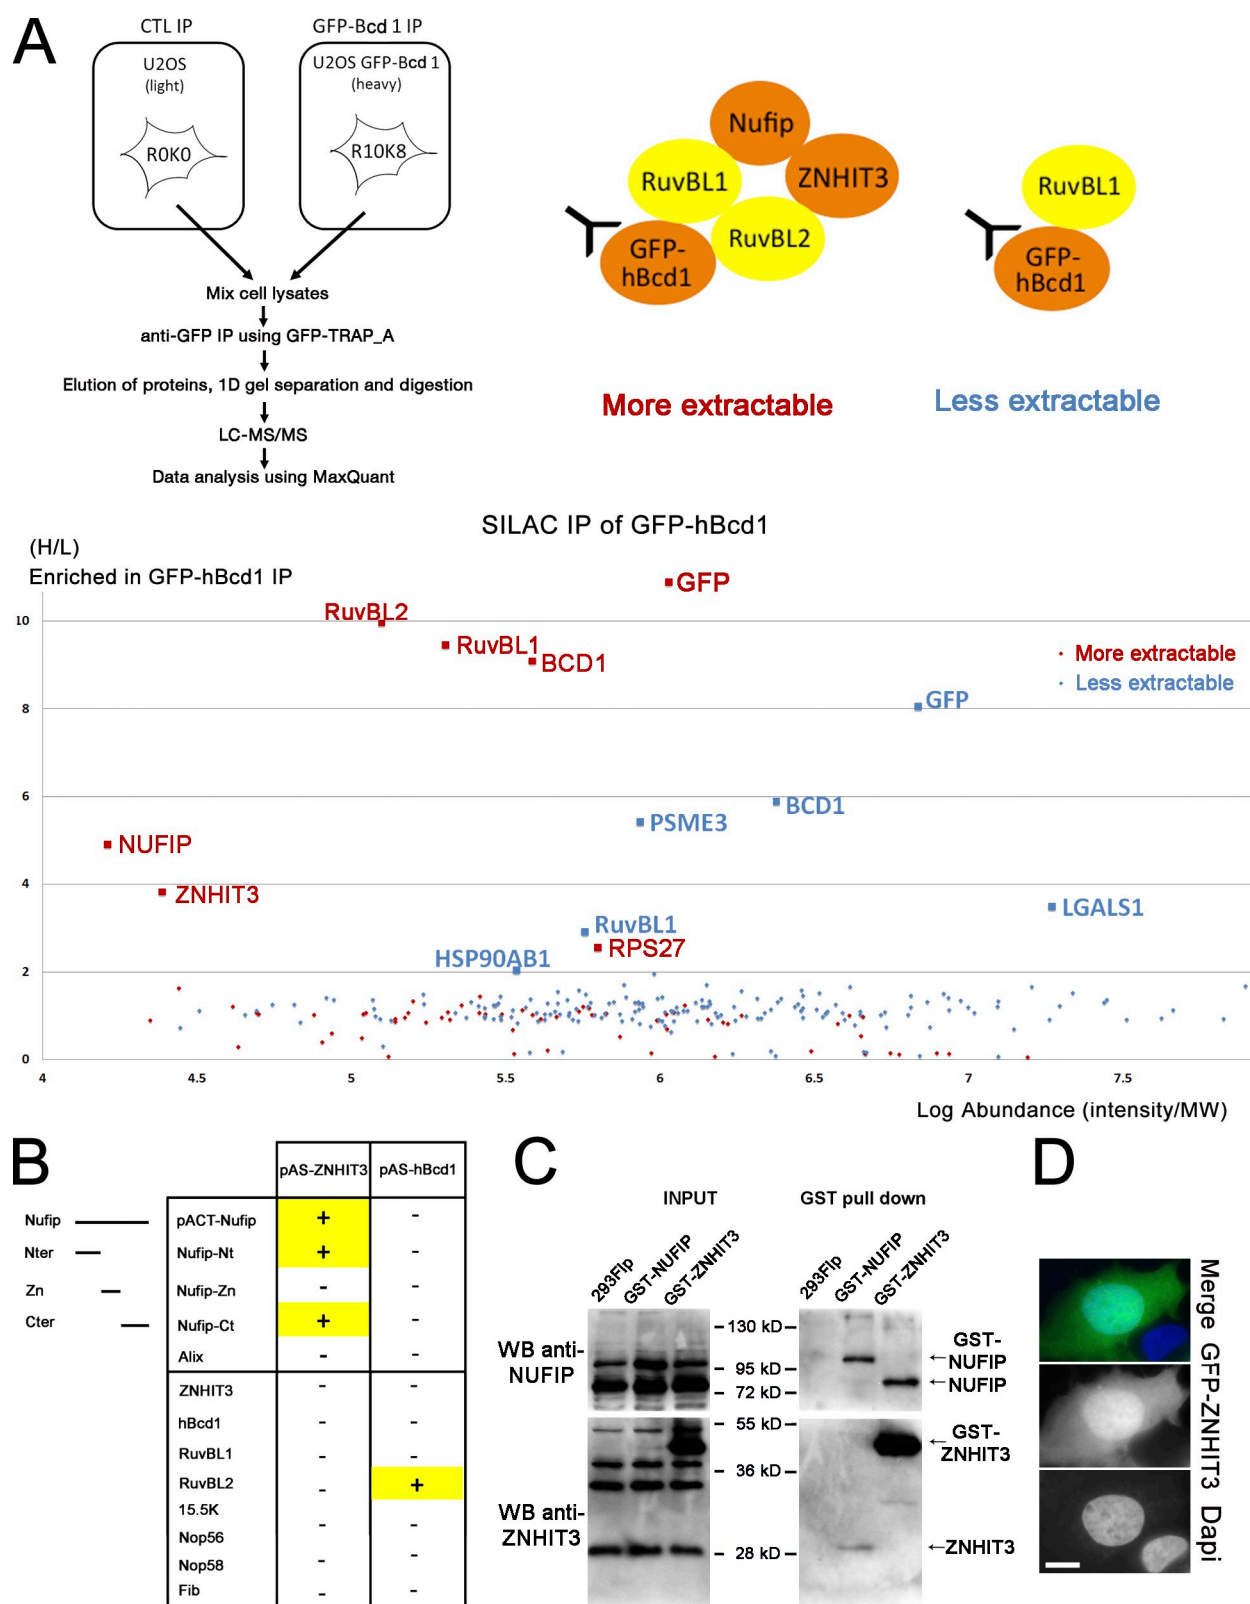 A
CTL IP
GFP-Bcd 1 IP
U2OS
(light)
R0K0
U2OS GFP-Bcd 1
(heavy)
R10K8
Mix cell lysates
anti-GFP IP using GFP-TRAP_A
Elution of proteins, 1D gel separation and digestion
LC-MS/MS
Data analysis using MaxQuant
Nufip
RuvBL1
ZNHIT3
RuvBL2
GFP-
hBcd1
More extractable
RuvBL1
GFP-
hBcd1
Less extractable
SILAC IP of GFP-hBcd1
(H/L)
Enriched in GFP-hBcd1 IP
GFP
RuvBL2
10
RuvBL1
BCD1
More extractable
Less extractable
GFP
8
6
BCD1
PSME3
NUFIP
4
ZNHIT3
LGALS1
RuvBL1
RPS27
HSP90AB1
2
0
4
4.5
5
5.5
6
6.5
7
7.5
Log Abundance (intensity/MW)
B
pAS-ZNHIT3 pAS-hBcd1
Nufip pACT-Nufip + -
Nter Nufip-Nt + -
Zn Nufip-Zn - -
Cter Nufip-Ct + -
Alix - -
ZNHIT3 - -
hBcd1 - -
RuvBL1 - -
RuvBL2 - +
15.5K
Nop56 - -
Nop58 - -
Fib - -
C
INPUT
GST pull down
293Flp
GST-NUFIP
GST-ZNHIT3
293Flp
GST-NUFIP
GST-ZNHIT3
WB anti-
NUFIP
130 kD
95 kD
72 kD
GST-
NUFIP
NUFIP
55 kD
36 kD
28 kD
WB anti-
ZNHIT3
GST-
ZNHIT3
ZNHIT3
D
Merge GFP-ZNHIT3 Dapi